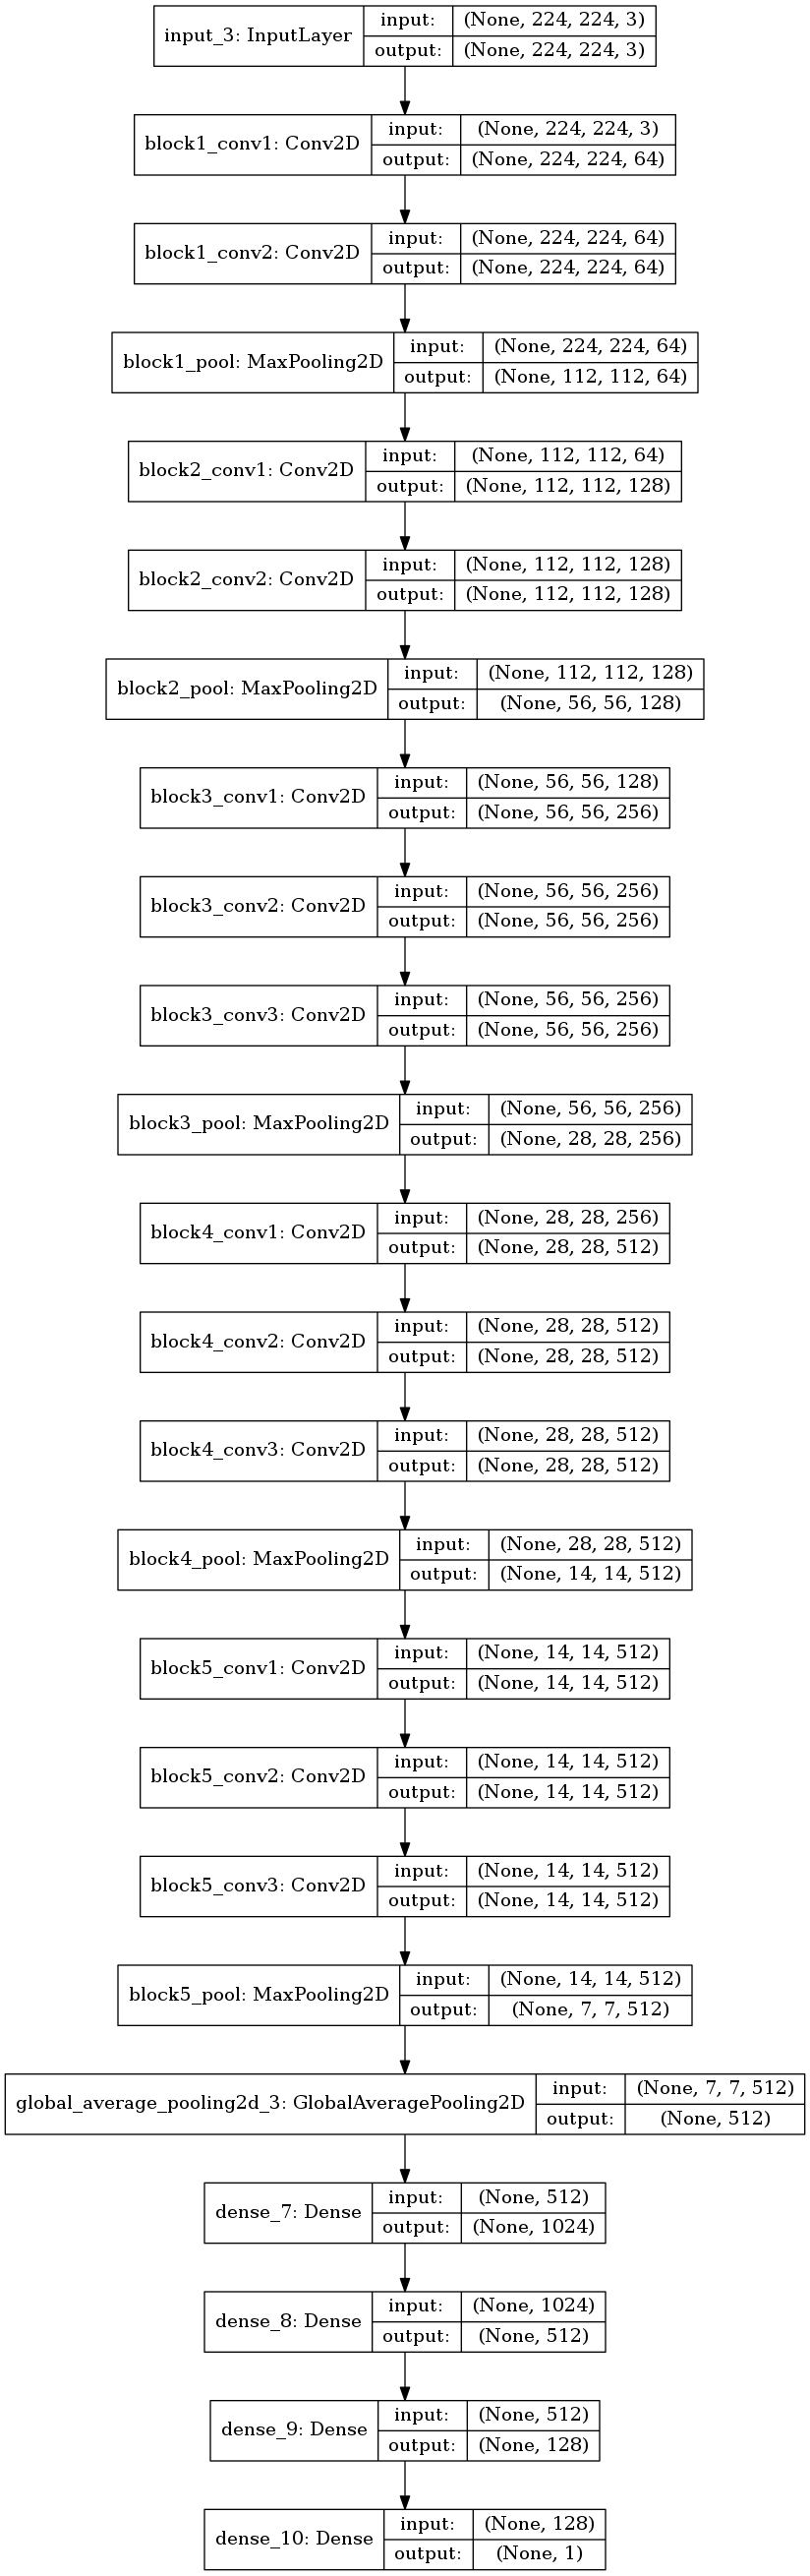 input_3: InputLayer
input: (None, 224, 224, 3)
output: (None, 224, 224, 3)
block1_conv1: Conv2D
input: (None, 224, 224, 3)
output: (None, 224, 224, 64)
block1_conv2: Conv2D
input: (None, 224, 224, 64)
output: (None, 224, 224, 64)
block1_pool: MaxPooling2D
input: (None, 224, 224, 64)
output: (None, 112, 112, 64)
block2_conv1: Conv2D
input: (None, 112, 112, 64)
output: (None, 112, 112, 128)
block2_conv2: Conv2D
input: (None, 112, 112, 128)
output: (None, 112, 112, 128)
block2_pool: MaxPooling2D
input: (None, 112, 112, 128)
output: (None, 56, 56, 128)
block3_conv1: Conv2D
input: (None, 56, 56, 128)
output: (None, 56, 56, 256)
block3_conv2: Conv2D
input: (None, 56, 56, 256)
output: (None, 56, 56, 256)
block3_conv3: Conv2D
input: (None, 56, 56, 256)
output: (None, 56, 56, 256)
block3_pool: MaxPooling2D
input: (None, 56, 56, 256)
output: (None, 28, 28, 256)
block4_conv1: Conv2D
input: (None, 28, 28, 256)
output: (None, 28, 28, 512)
block4_conv2: Conv2D
input: (None, 28, 28, 512)
output: (None, 28, 28, 512)
block4_conv3: Conv2D
input: (None, 28, 28, 512)
output: (None, 28, 28, 512)
block4_pool: MaxPooling2D
input: (None, 28, 28, 512)
output: (None, 14, 14, 512)
block5_conv1: Conv2D
input: (None, 14, 14, 512)
output: (None, 14, 14, 512)
block5_conv2: Conv2D
input: (None, 14, 14, 512)
output: (None, 14, 14, 512)
block5_conv3: Conv2D
input: (None, 14, 14, 512)
output: (None, 14, 14, 512)
block5_pool: MaxPooling2D
input: (None, 14, 14, 512)
output: (None, 7, 7, 512)
global_average_pooling2d_3: GlobalAveragePooling2D
input: (None, 7, 7, 512)
output: (None, 512)
dense_7: Dense
input: (None, 512)
output: (None, 1024)
dense_8: Dense
input: (None, 1024)
output: (None, 512)
dense_9: Dense
input: (None, 512)
output: (None, 128)
dense_10: Dense
input: (None, 128)
output: (None, 1)